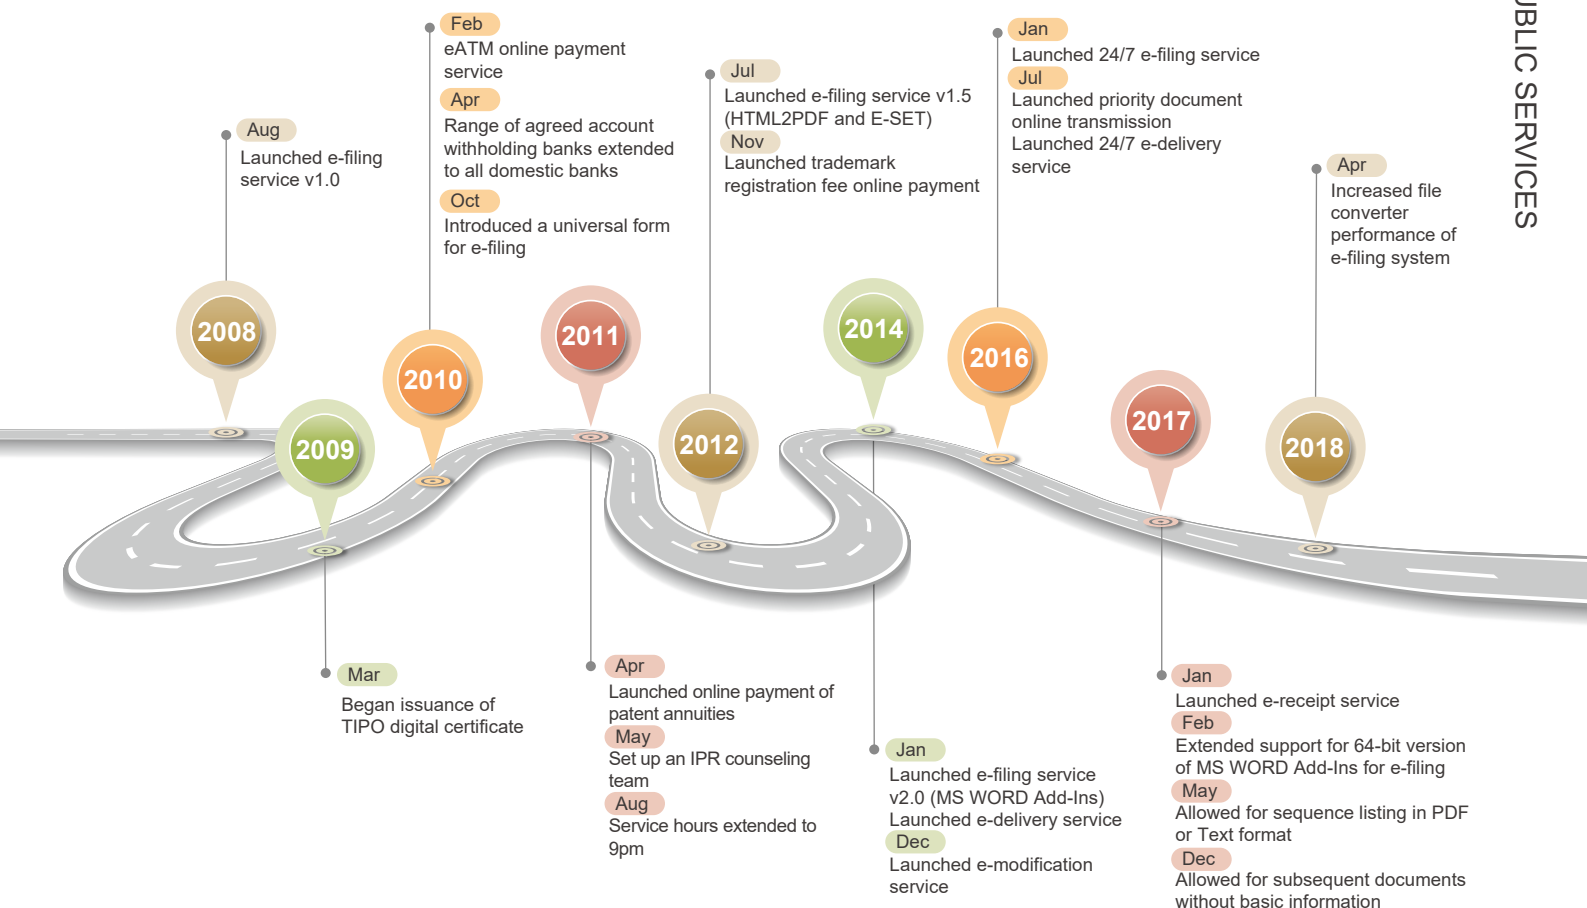 Aug
Launched e-filing
service v1.0
2008
Mar
Began issuance of
TIPO digital certificate
2009
Feb
eATM online payment
service
Apr
Range of agreed account
withholding banks extended
to all domestic banks
Oct
Introduced a universal form
for e-filing
2010
2011
Apr
Launched online payment of
patent annuities
May
Set up an IPR counseling
team
Aug
Service hours extended to
9pm
Jul
Launched e-filing service v1.5
(HTML2PDF and E-SET)
Nov
Launched trademark
registration fee online payment
2012
2014
Jan
Launched e-filing service
v2.0 (MS WORD Add-Ins)
Launched e-delivery service
Dec
Launched e-modification
service
Jan
Launched 24/7 e-filing service
Jul
Launched priority document
online transmission
Launched 24/7 e-delivery
service
2016
2017
Jan
Launched e-receipt service
Feb
Extended support for 64-bit version
of MS WORD Add-Ins for e-filing
May
Allowed for sequence listing in PDF
or Text format
Dec
Allowed for subsequent documents
without basic information
Apr
Increased file
converter
performance of
e-filing system
2018
UBLIC SERVICES